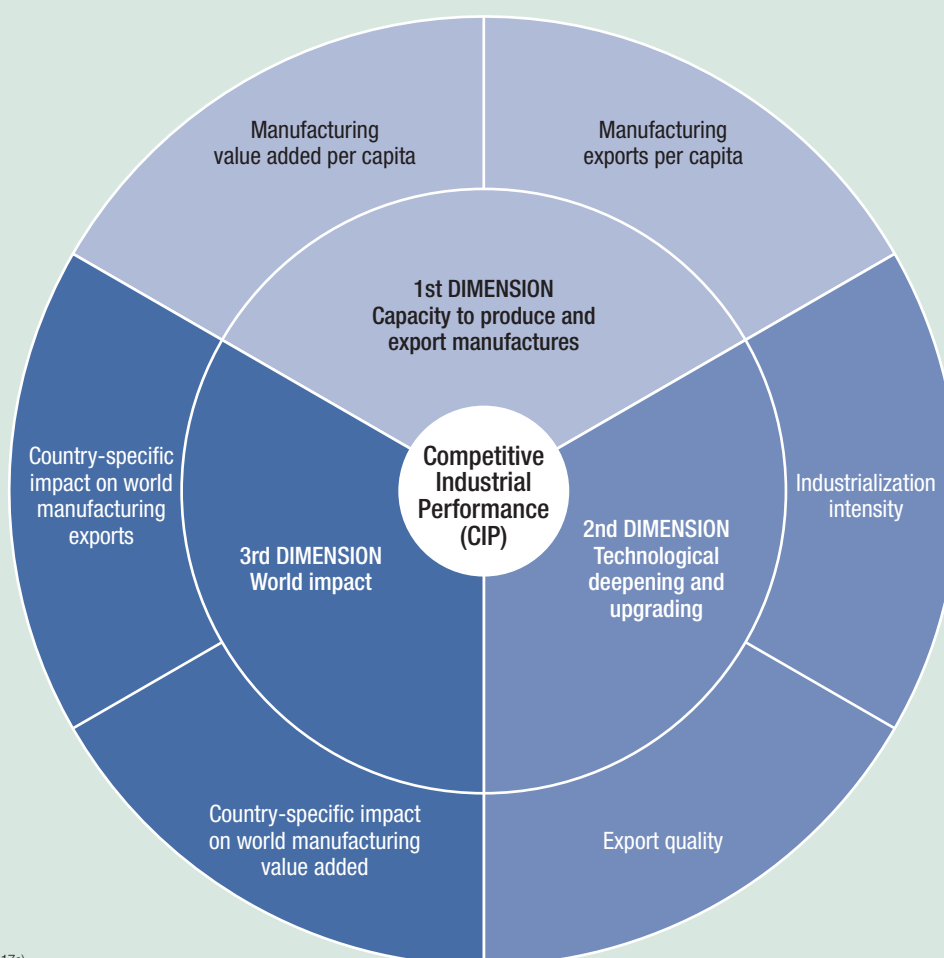 Manufacturing
value added per capita
Manufacturing
exports per capita
1st DIMENSION
Capacity to produce and
export manufactures
Competitive
Industrial
Performance
(CIP)
Country-specific
impact on world
manufacturing
exports
3rd DIMENSION
World impact
2nd DIMENSION
Technological
deepening and
upgrading
Industrialization
intensity
Country-specific impact
on world manufacturing
value added
Export quality